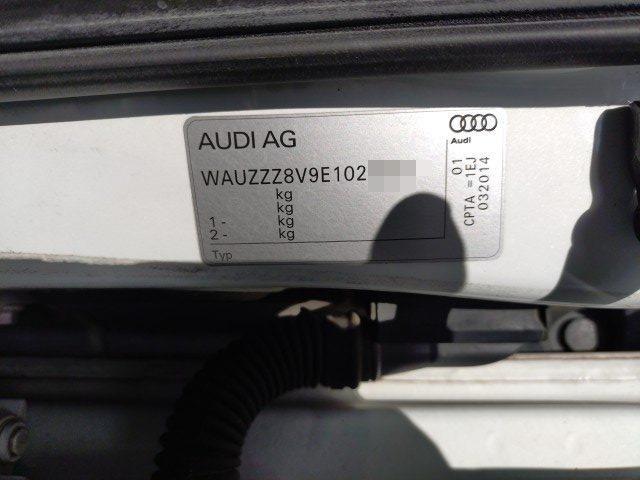 AUDI AG
Audi
WAUZZZ8V9E102
kg
kg
1 - kg
2 - kg
Typ
01
CPTA =1EJ
032014